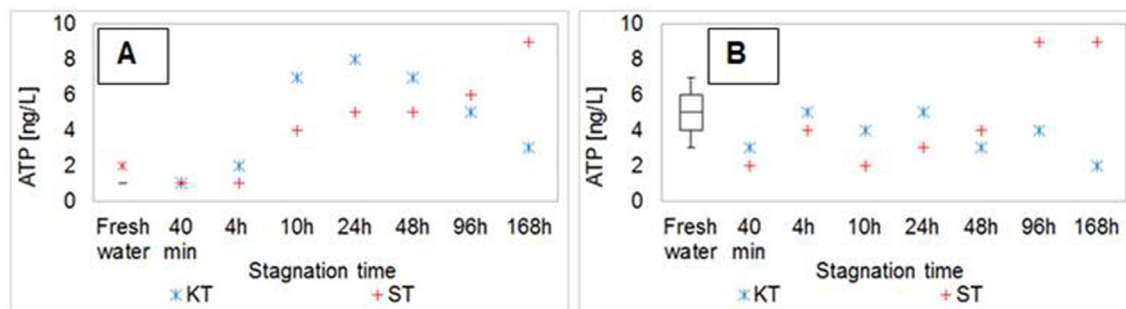 A
10
8
6
4
2
0
ATP [ng/L]
Fresh water 40 min 4h 10h 24h 48h 96h 168h
Stagnation time
KT ST
B
10
8
6
4
2
0
ATP [ng/L]
Fresh water 40 min 4h 10h 24h 48h 96h 168h
Stagnation time
KT ST